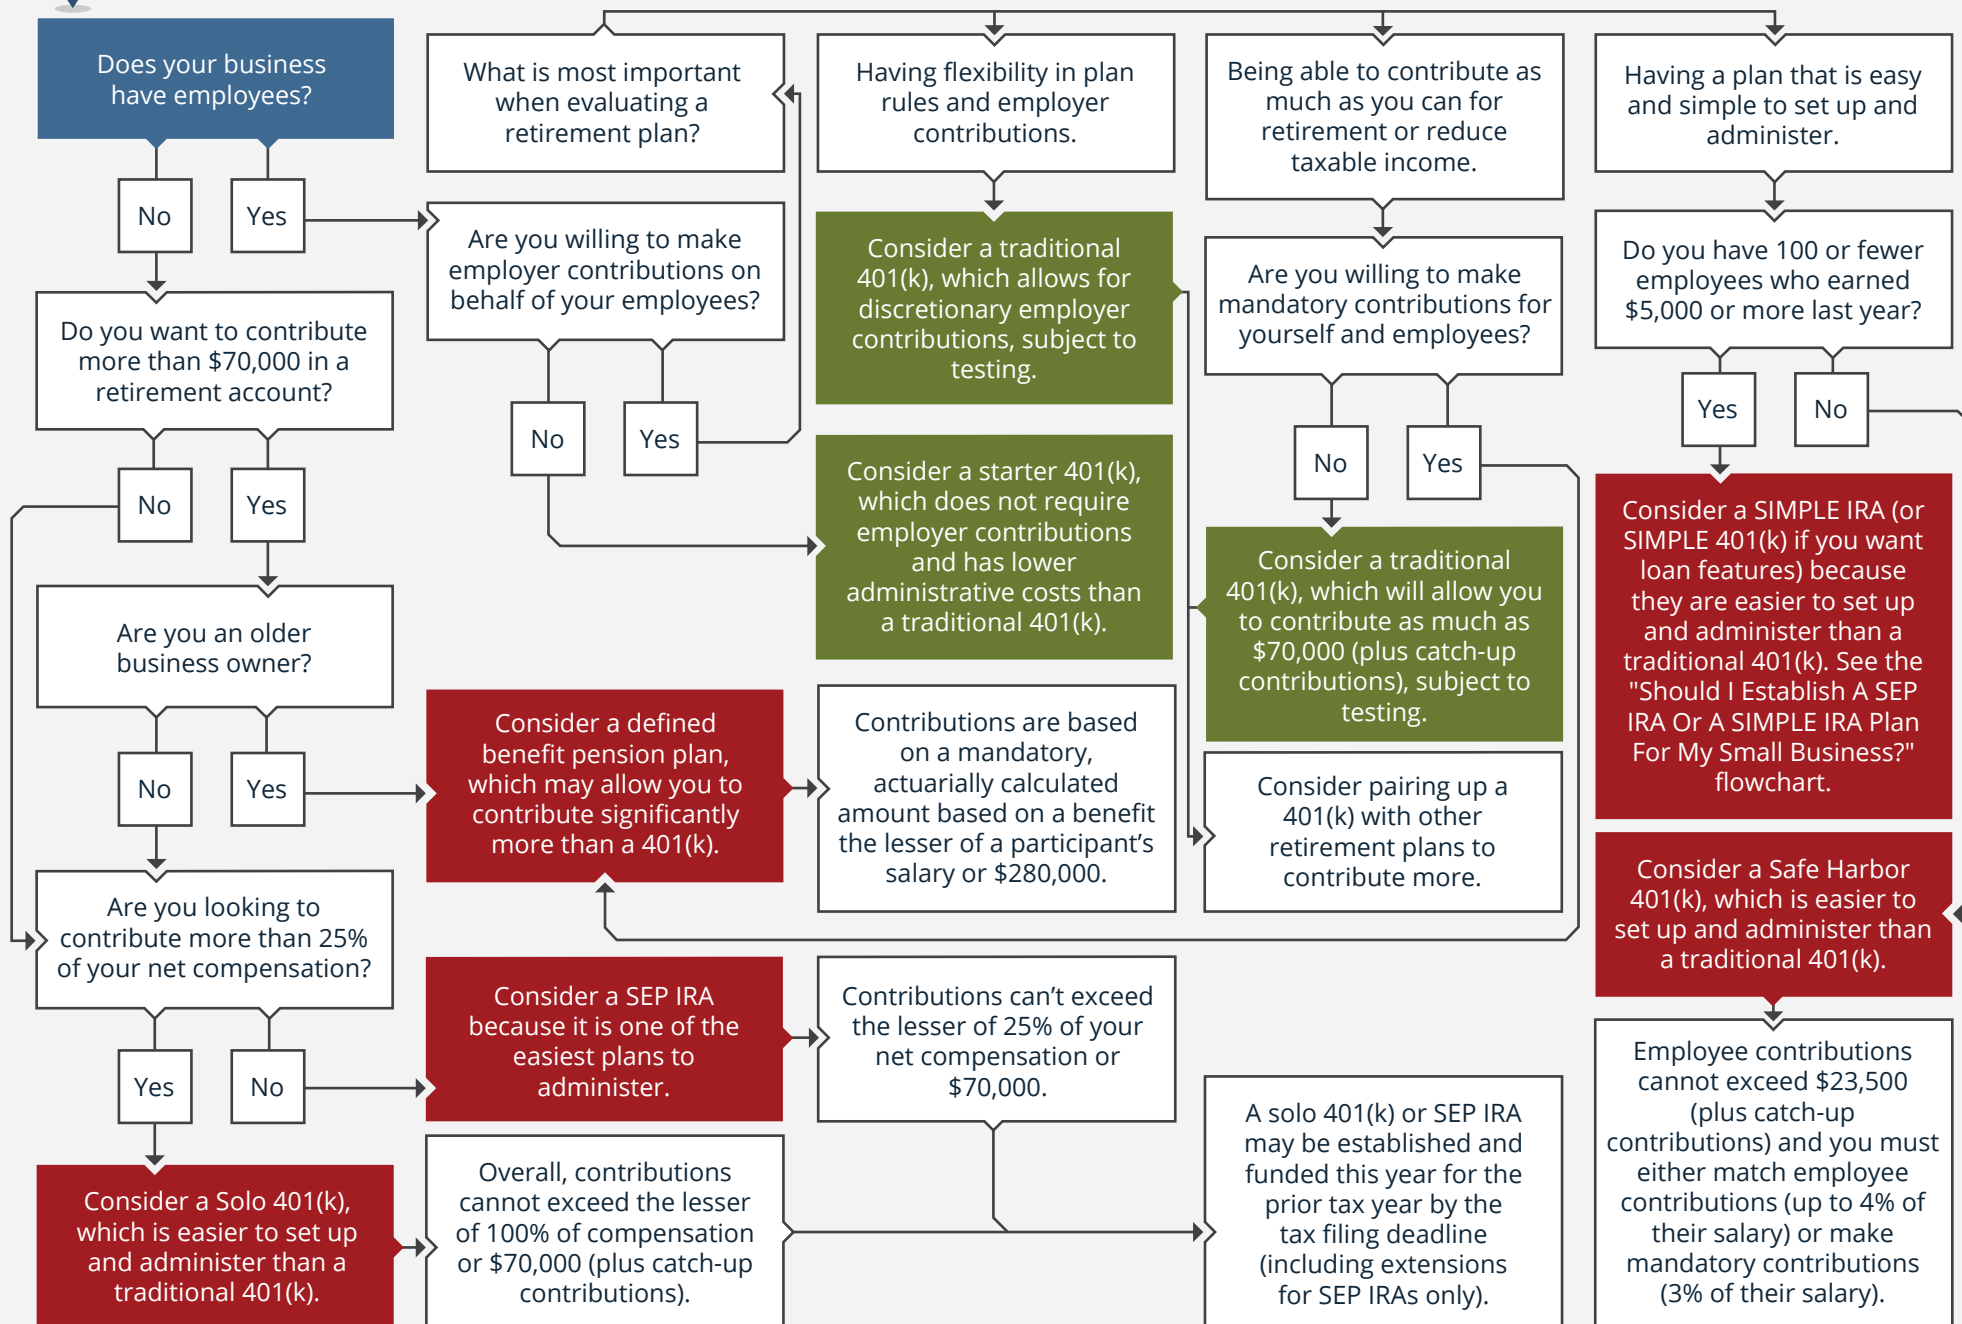 Does your business
have employees?
No
Yes
Do you want to contribute
more than $70,000 in a
retirement account?
No
Yes
Are you an older
business owner?
No
Yes
Are you looking to
contribute more than 25%
of your net compensation?
Yes
No
Consider a Solo 401(k),
which is easier to set up
and administer than a
traditional 401(k).
What is most important
when evaluating a
retirement plan?
Are you willing to make
employer contributions on
behalf of your employees?
No
Yes
Consider a defined
benefit pension plan,
which may allow you to
contribute significantly
more than a 401(k).
Consider a SEP IRA
because it is one of the
easiest plans to
administer.
Overall, contributions
cannot exceed the lesser
of 100% of compensation
or $70,000 (plus catch-up
contributions).
Having flexibility in plan
rules and employer
contributions.
Consider a traditional
401(k), which allows for
discretionary employer
contributions, subject to
testing.
Consider a starter 401(k),
which does not require
employer contributions
and has lower
administrative costs than
a traditional 401(k).
Contributions are based
on a mandatory,
actuarially calculated
amount based on a benefit
the lesser of a participant’s
salary or $280,000.
Contributions can’t exceed
the lesser of 25% of your
net compensation or
$70,000.
Being able to contribute as
much as you can for
retirement or reduce
taxable income.
Are you willing to make
mandatory contributions for
yourself and employees?
No
Yes
Consider a traditional
401(k), which will allow you
to contribute as much as
$70,000 (plus catch-up
contributions), subject to
testing.
Consider pairing up a
401(k) with other
retirement plans to
contribute more.
A solo 401(k) or SEP IRA
may be established and
funded this year for the
prior tax year by the
tax filing deadline
(including extensions
for SEP IRAs only).
Having a plan that is easy
and simple to set up and
administer.
Do you have 100 or fewer
employees who earned
$5,000 or more last year?
Yes
No
Consider a SIMPLE IRA (or
SIMPLE 401(k) if you want
loan features) because
they are easier to set up
and administer than a
traditional 401(k). See the
"Should I Establish A SEP
IRA Or A SIMPLE IRA Plan
For My Small Business?"
flowchart.
Consider a Safe Harbor
401(k), which is easier to
set up and administer than
a traditional 401(k).
Employee contributions
cannot exceed $23,500
(plus catch-up
contributions) and you must
either match employee
contributions (up to 4% of
their salary) or make
mandatory contributions
(3% of their salary).